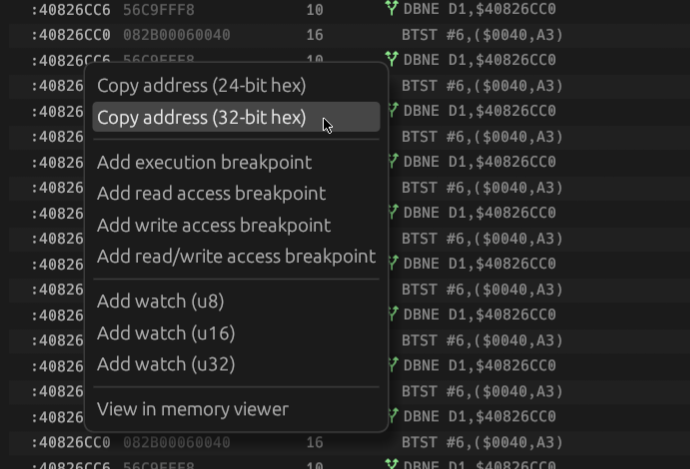 :40826CC6 56C9FFF8 10 DBNE D1,$40826CC0
:40826CC0 082B00060040 16 BTST #6,($0040,A3)
:40826CC6 56C9FFF8 10 DBNE D1,$40826CC0
:40826 BTST #6,($0040,A3)
:40826 DBNE D1,$40826CC0
:40826 BTST #6,($0040,A3)
:40826 DBNE D1,$40826CC0
:40826 BTST #6,($0040,A3)
:40826 DBNE D1,$40826CC0
:40826 BTST #6,($0040,A3)
:40826 DBNE D1,$40826CC0
:40826 BTST #6,($0040,A3)
:40826 DBNE D1,$40826CC0
:40826 BTST #6,($0040,A3)
:40826 DBNE D1,$40826CC0
:40826 BTST #6,($0040,A3)
:40826 DBNE D1,$40826CC0
:40826CC0 082B00060040 16 BTST #6,($0040,A3)
:40826CC6 56C9FFF8 10 DBNE D1,$40826CC0
Copy address (24-bit hex)
Copy address (32-bit hex)
Add execution breakpoint
Add read access breakpoint
Add write access breakpoint
Add read/write access breakpoint
Add watch (u8)
Add watch (u16)
Add watch (u32)
View in memory viewer